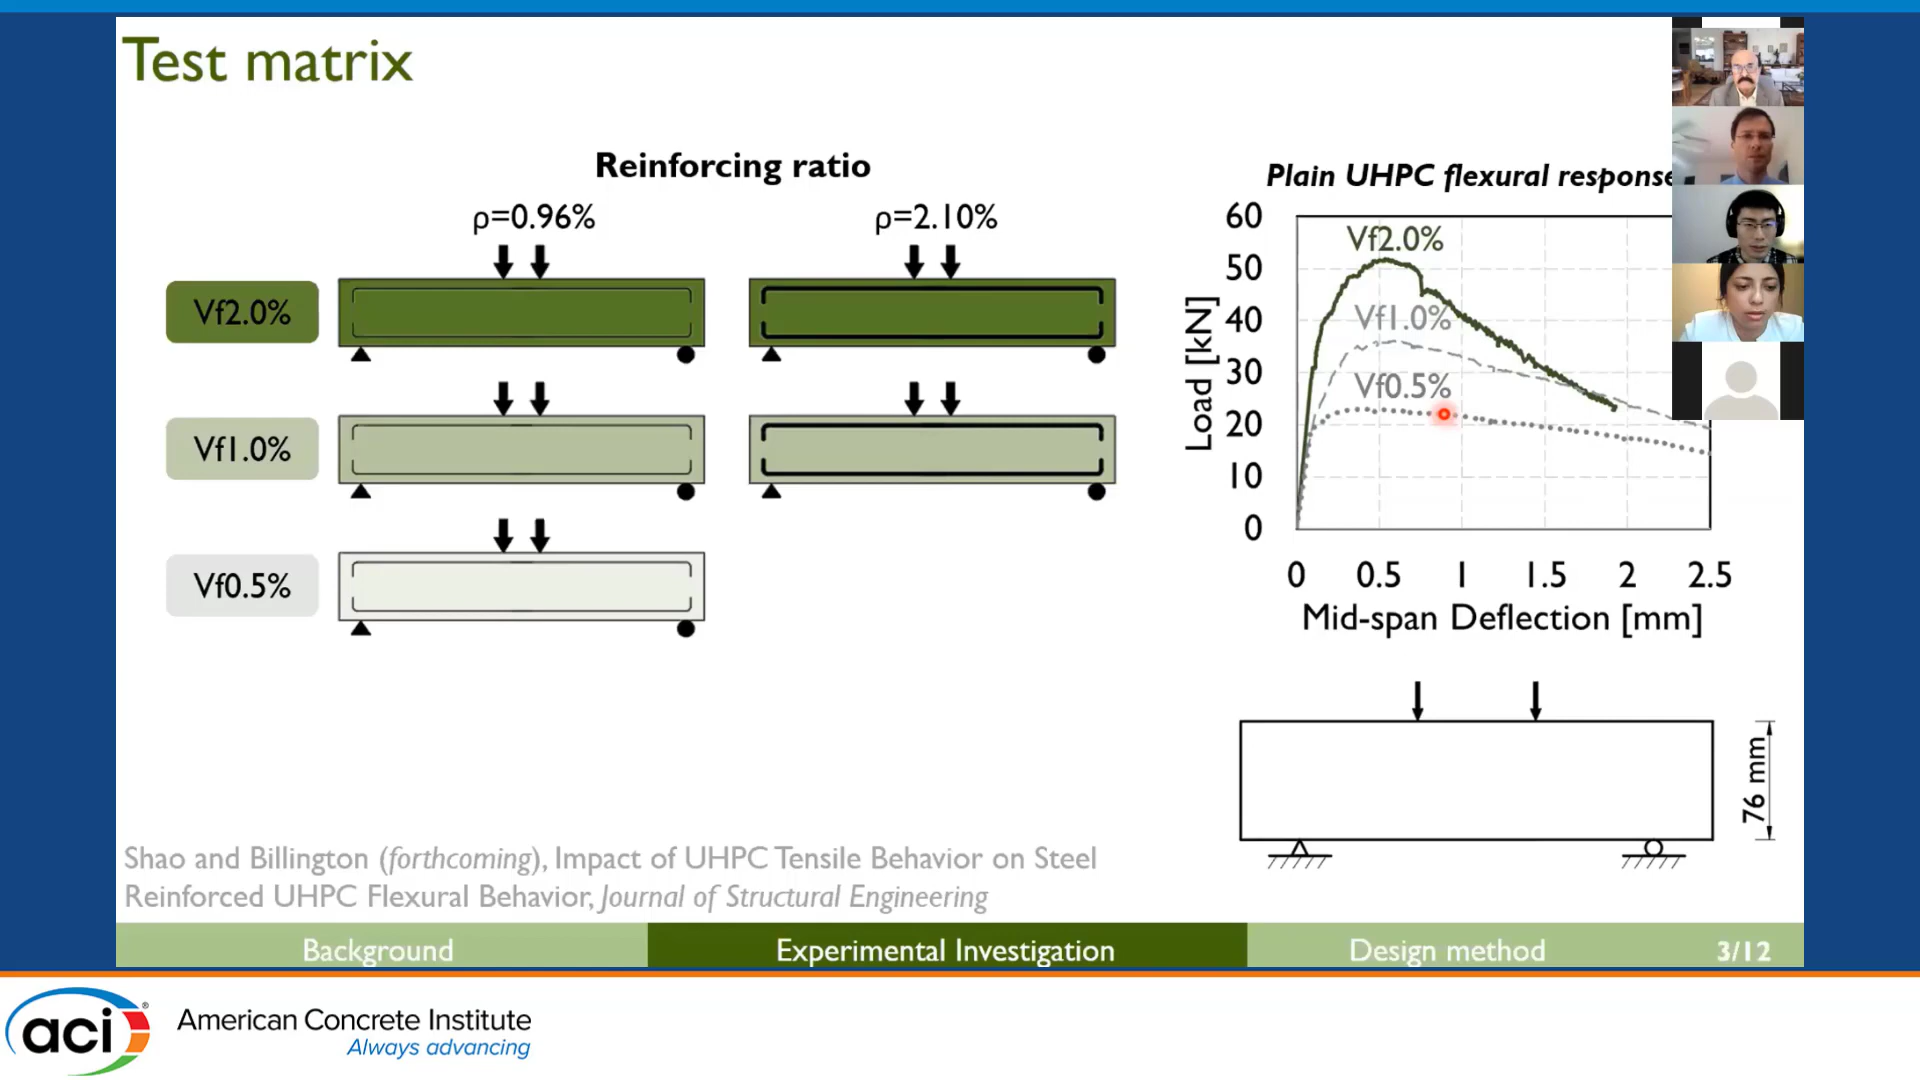 Test matrix
Reinforcing ratio
ρ=0.96%
ρ=2.10%
Vf2.0%
Vf1.0%
Vf0.5%
Plain UHPC flexural response
60
50
40
30
20
10
0
Load [kN]
Vf2.0%
Vf1.0%
Vf0.5%
0 0.5 1 1.5 2 2.5
Mid-span Deflection [mm]
76 mm
Shao and Billington (forthcoming), Impact of UHPC Tensile Behavior on Steel
Reinforced UHPC Flexural Behavior, Journal of Structural Engineering
Background Experimental Investigation Design method 3/12
aci®
American Concrete Institute
Always advancing